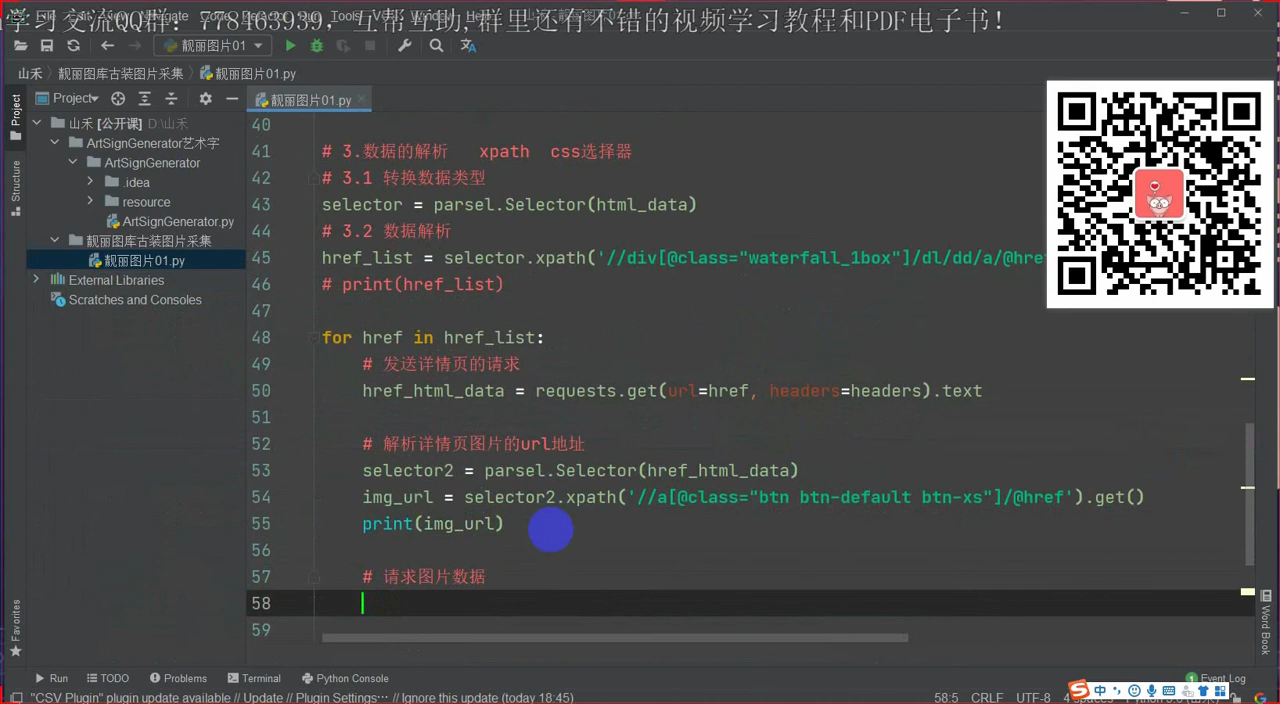 学习交流QQ群：778463939，互帮互助,群里还有不错的视频学习教程和PDF电子书！
靓丽图片01
山禾 靓丽图库古装图片采集 靓丽图片01.py
Project
靓丽图片01.py
山禾 [公开课] D:\山禾
ArtSignGenerator艺术字
ArtSignGenerator
.idea
resource
ArtSignGenerator.py
靓丽图库古装图片采集
靓丽图片01.py
External Libraries
Scratches and Consoles
Project
Structure
Favorites
40
41 # 3.数据的解析 xpath css选择器
42 # 3.1 转换数据类型
43 selector = parsel.Selector(html_data)
44 # 3.2 数据解析
45 href_list = selector.xpath('//div[@class="waterfall_1box"]/dl/dd/a/@hre
46 # print(href_list)
47
48 for href in href_list:
49 # 发送详情页的请求
50 href_html_data = requests.get(url=href, headers=headers).text
51
52 # 解析详情页图片的url地址
53 selector2 = parsel.Selector(href_html_data)
54 img_url = selector2.xpath('//a[@class="btn btn-default btn-xs"]/@href').get()
55 print(img_url)
56
57 # 请求图片数据
58
59
Word Book
Run TODO Problems Terminal Python Console Event Log
"CSV Plugin" plugin update available // Update // Plugin Settings… // Ignore this update (today 18:45) 58:5 CRLF UTF-8
中